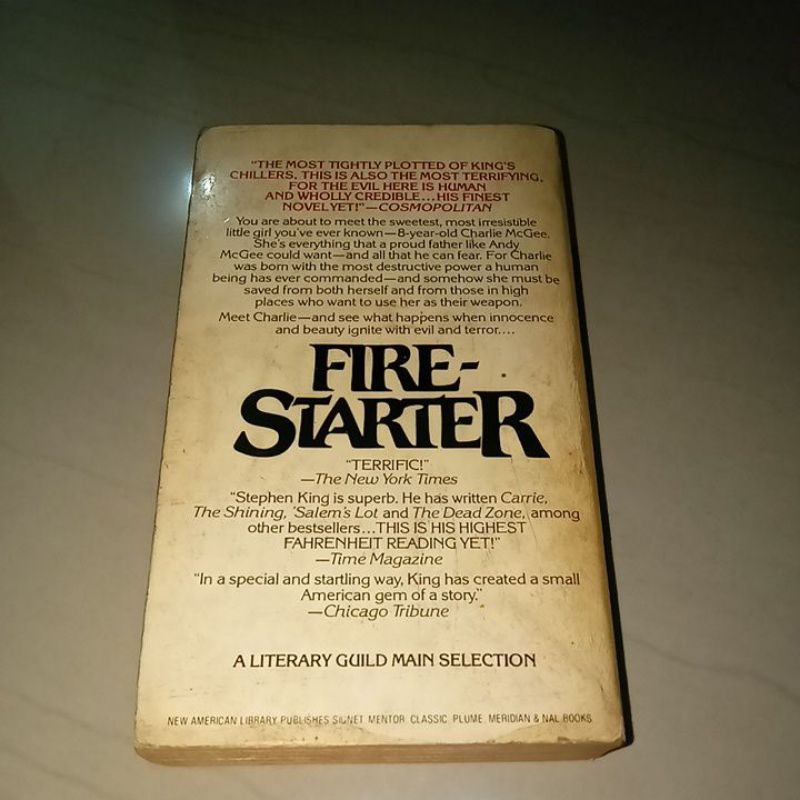 "THE MOST TIGHTLY PLOTTED OF KING'S
CHILLERS. THIS IS ALSO THE MOST TERRIFYING,
FOR THE EVIL HERE IS HUMAN
AND WHOLLY CREDIBLE...HIS FINEST
NOVEL YET!"—COSMOPOLITAN
You are about to meet the sweetest, most irresistible
little girl you've ever known—8-year-old Charlie McGee.
She's everything that a proud father like Andy
McGee could want—and all that he can fear. For Charlie
was born with the most destructive power a human
being has ever commanded—and somehow she must be
saved from both herself and from those in high
places who want to use her as their weapon.
Meet Charlie—and see what happens when innocence
and beauty ignite with evil and terror....
FIRE-
STARTER
"TERRIFIC!"
—The New York Times
"Stephen King is superb. He has written Carrie,
The Shining, 'Salem's Lot and The Dead Zone, among
other bestsellers...THIS IS HIS HIGHEST
FAHRENHEIT READING YET!"
—Time Magazine
"In a special and startling way, King has created a small
American gem of a story."
—Chicago Tribune
A LITERARY GUILD MAIN SELECTION
NEW AMERICAN LIBRARY PUBLISHES SIGNET, MENTOR, CLASSIC, PLUME, MERIDIAN & NAL BOOKS